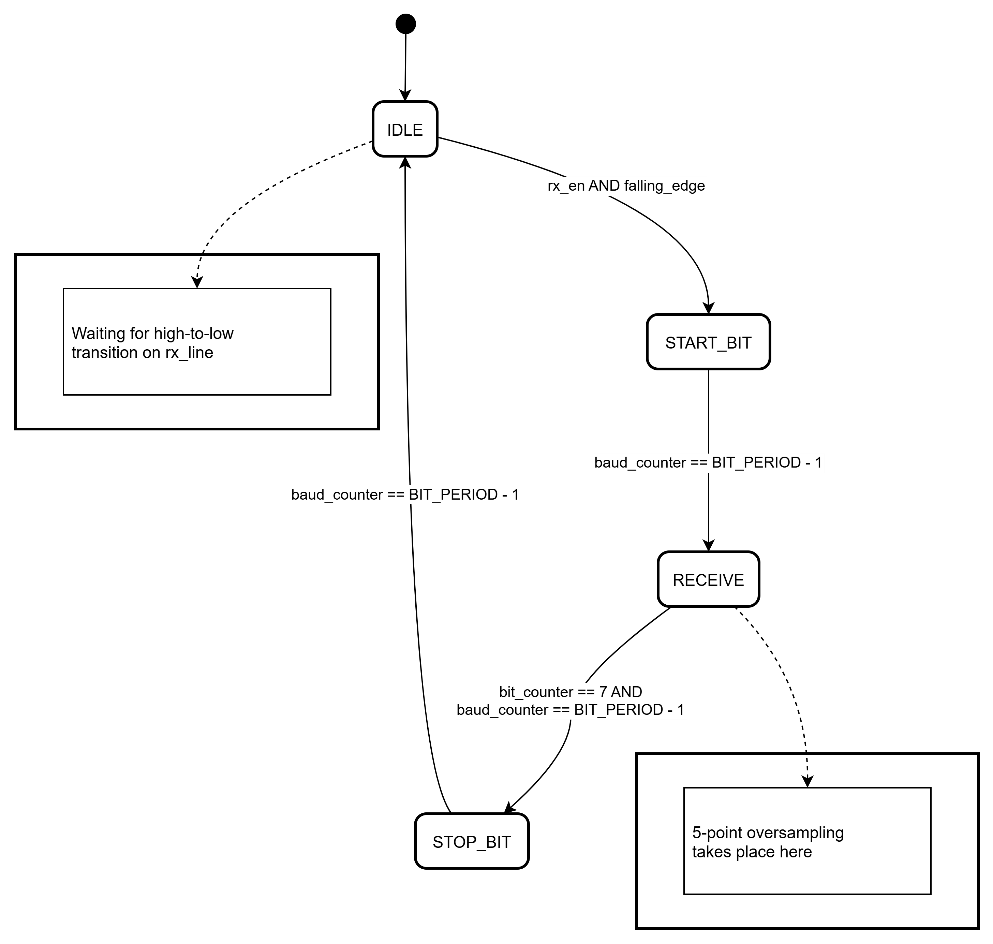 IDLE
rx_en AND falling_edge
Waiting for high-to-low
transition on rx_line
START_BIT
baud_counter == BIT_PERIOD - 1
baud_counter == BIT_PERIOD - 1
RECEIVE
bit_counter == 7 AND
baud_counter == BIT_PERIOD - 1
STOP_BIT
5-point oversampling
takes place here